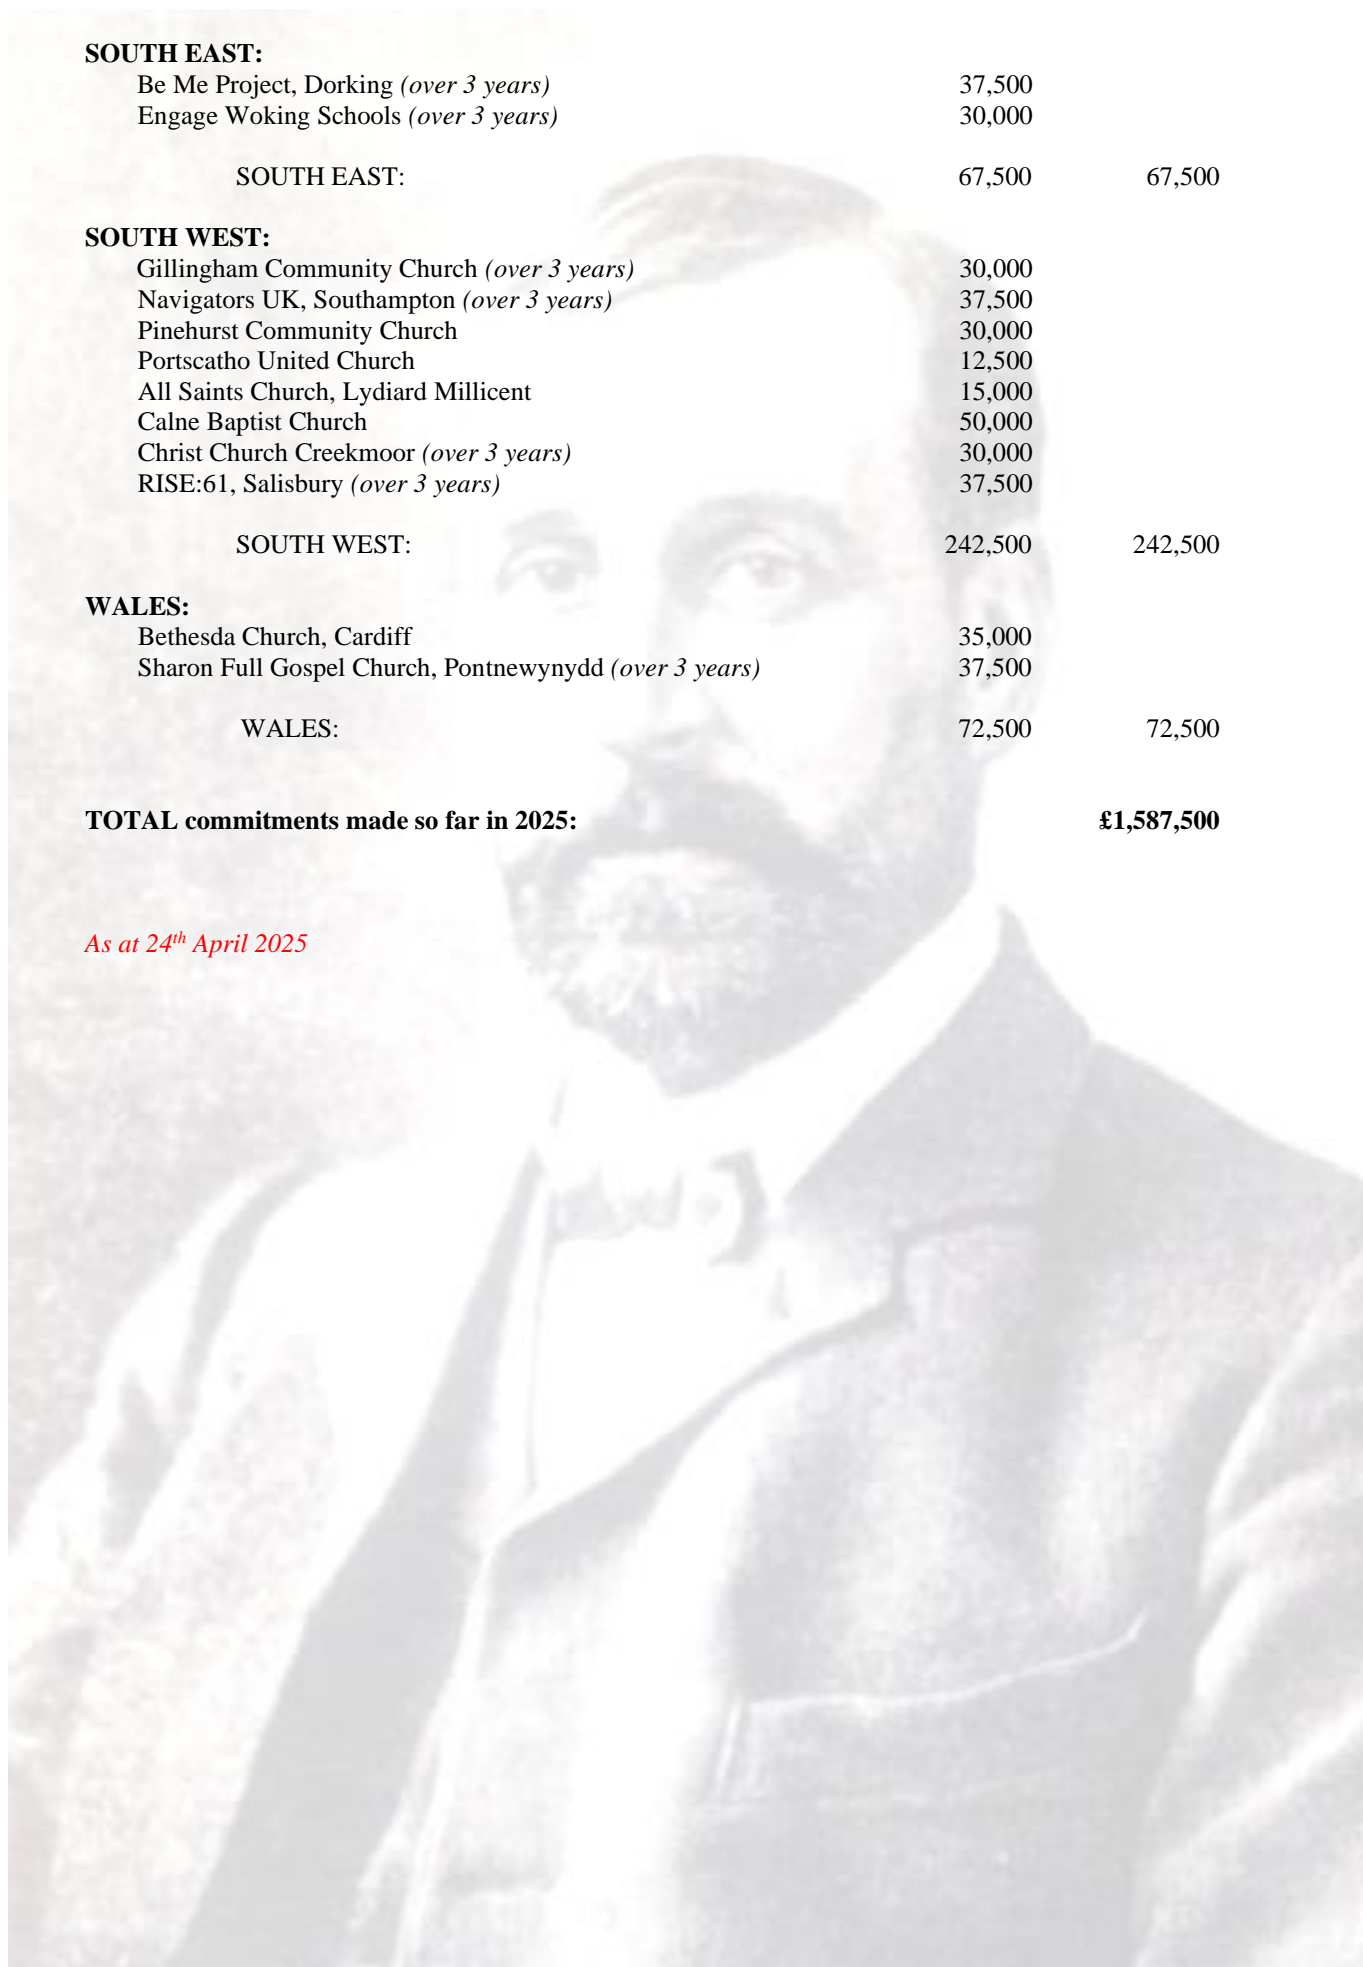 SOUTH EAST:
Be Me Project, Dorking (over 3 years) 37,500
Engage Woking Schools (over 3 years) 30,000
SOUTH EAST: 67,500 67,500
SOUTH WEST:
Gillingham Community Church (over 3 years) 30,000
Navigators UK, Southampton (over 3 years) 37,500
Pinehurst Community Church 30,000
Portscatho United Church 12,500
All Saints Church, Lydiard Millicent 15,000
Calne Baptist Church 50,000
Christ Church Creekmoor (over 3 years) 30,000
RISE:61, Salisbury (over 3 years) 37,500
SOUTH WEST: 242,500 242,500
WALES:
Bethesda Church, Cardiff 35,000
Sharon Full Gospel Church, Pontnewynydd (over 3 years) 37,500
WALES: 72,500 72,500
TOTAL commitments made so far in 2025: £1,587,500
As at 24th April 2025